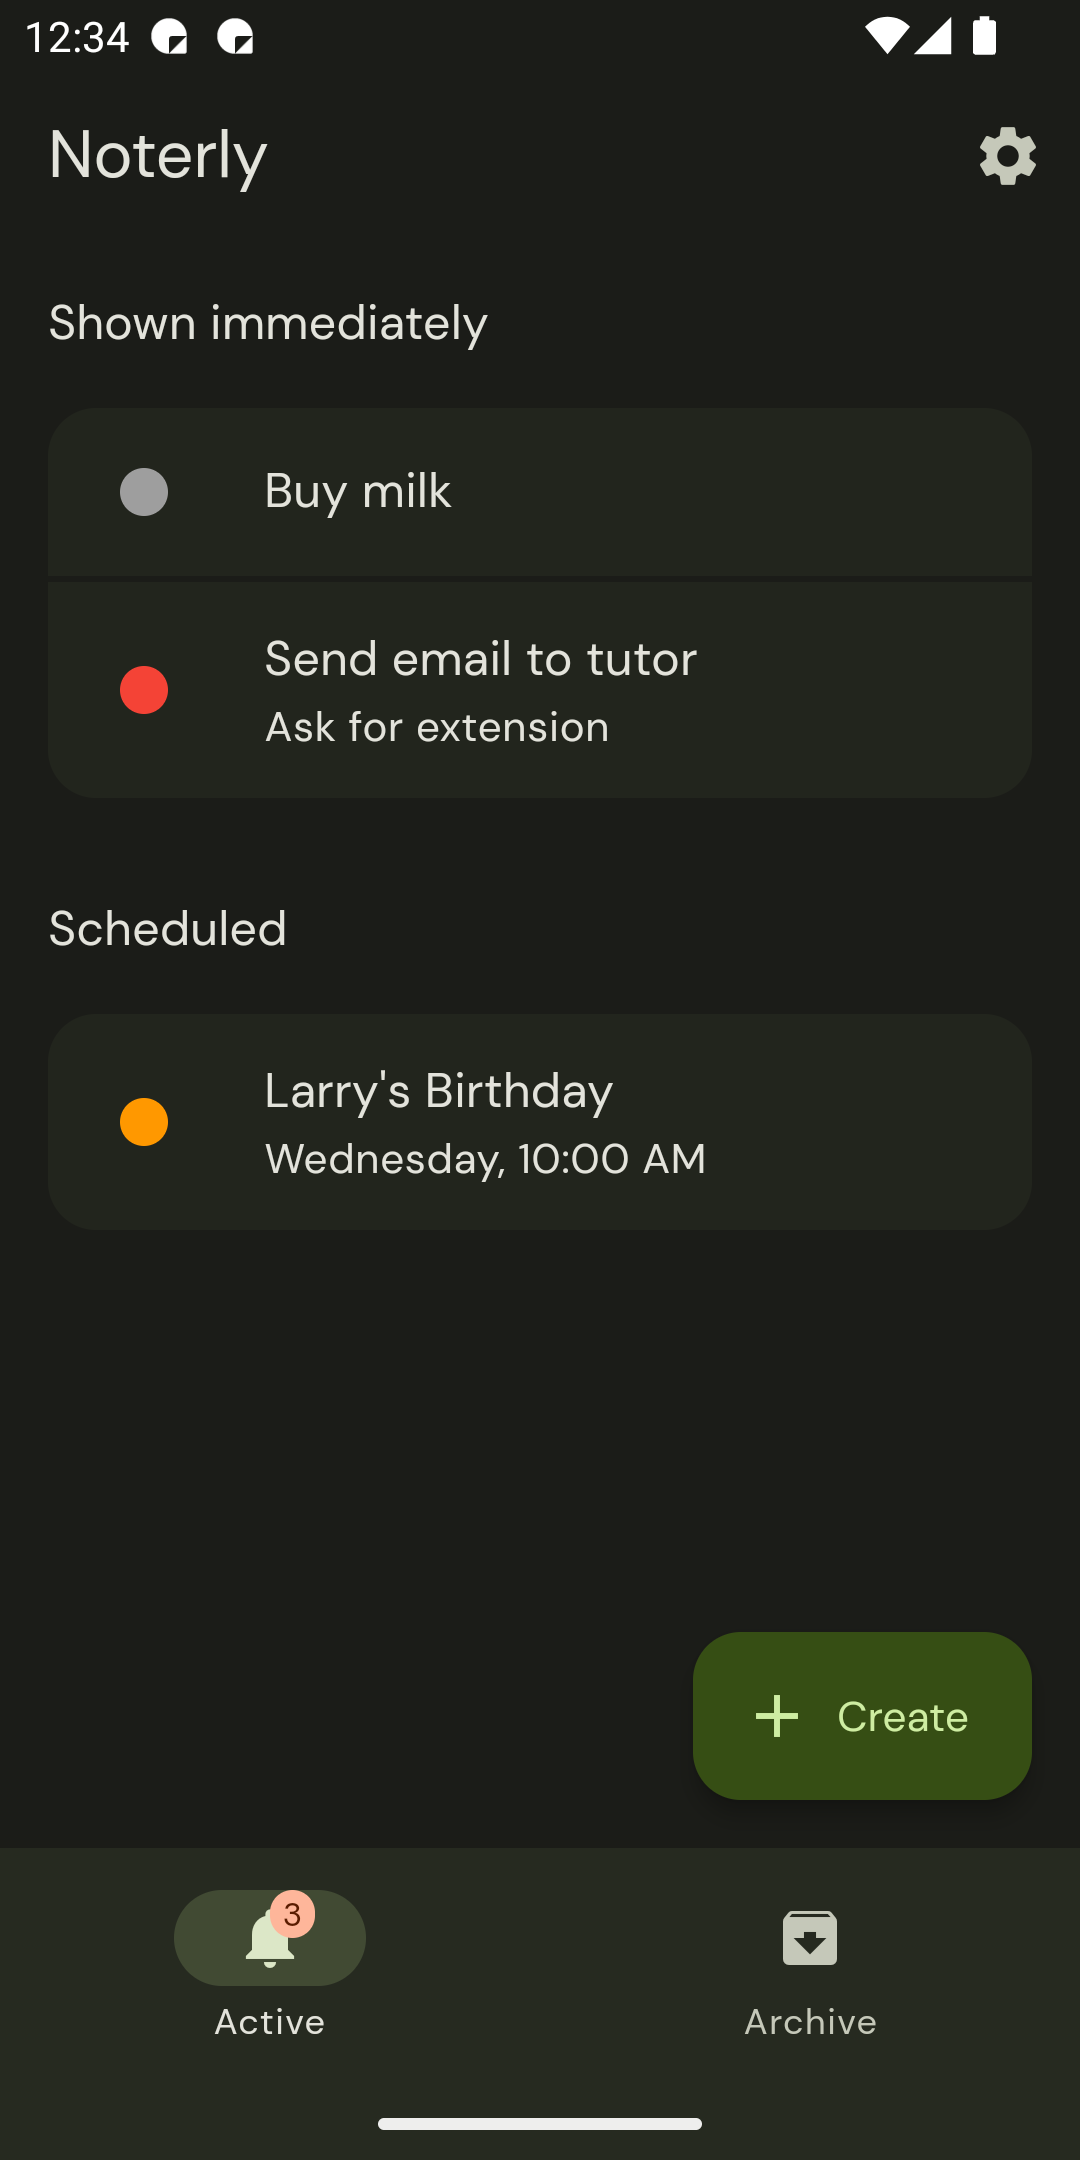 12:34
Noterly
Shown immediately
Buy milk
Send email to tutor
Ask for extension
Scheduled
Larry's Birthday
Wednesday, 10:00 AM
Create
3
Active
Archive